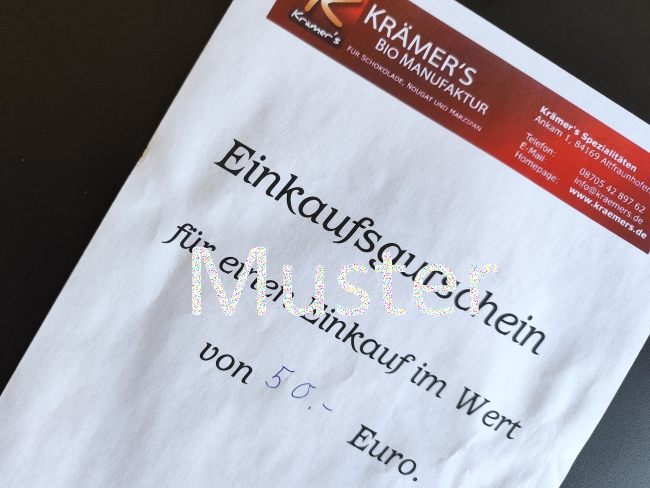 Krämer's
KRÄMER'S
BIO MANUFAKTUR
FÜR SCHOKOLADE, NOUGAT UND MARZIPAN
Krämer's Spezialitäten
Ankam 1, 84169 Altfraunhofen
Telefon: 08705 42 897 62
E-Mail: info@kraemers.de
Homepage: www.kraemers.de
Einkaufsgutschein
für einen Einkauf im Wert
von 50.-
Euro.
Muster